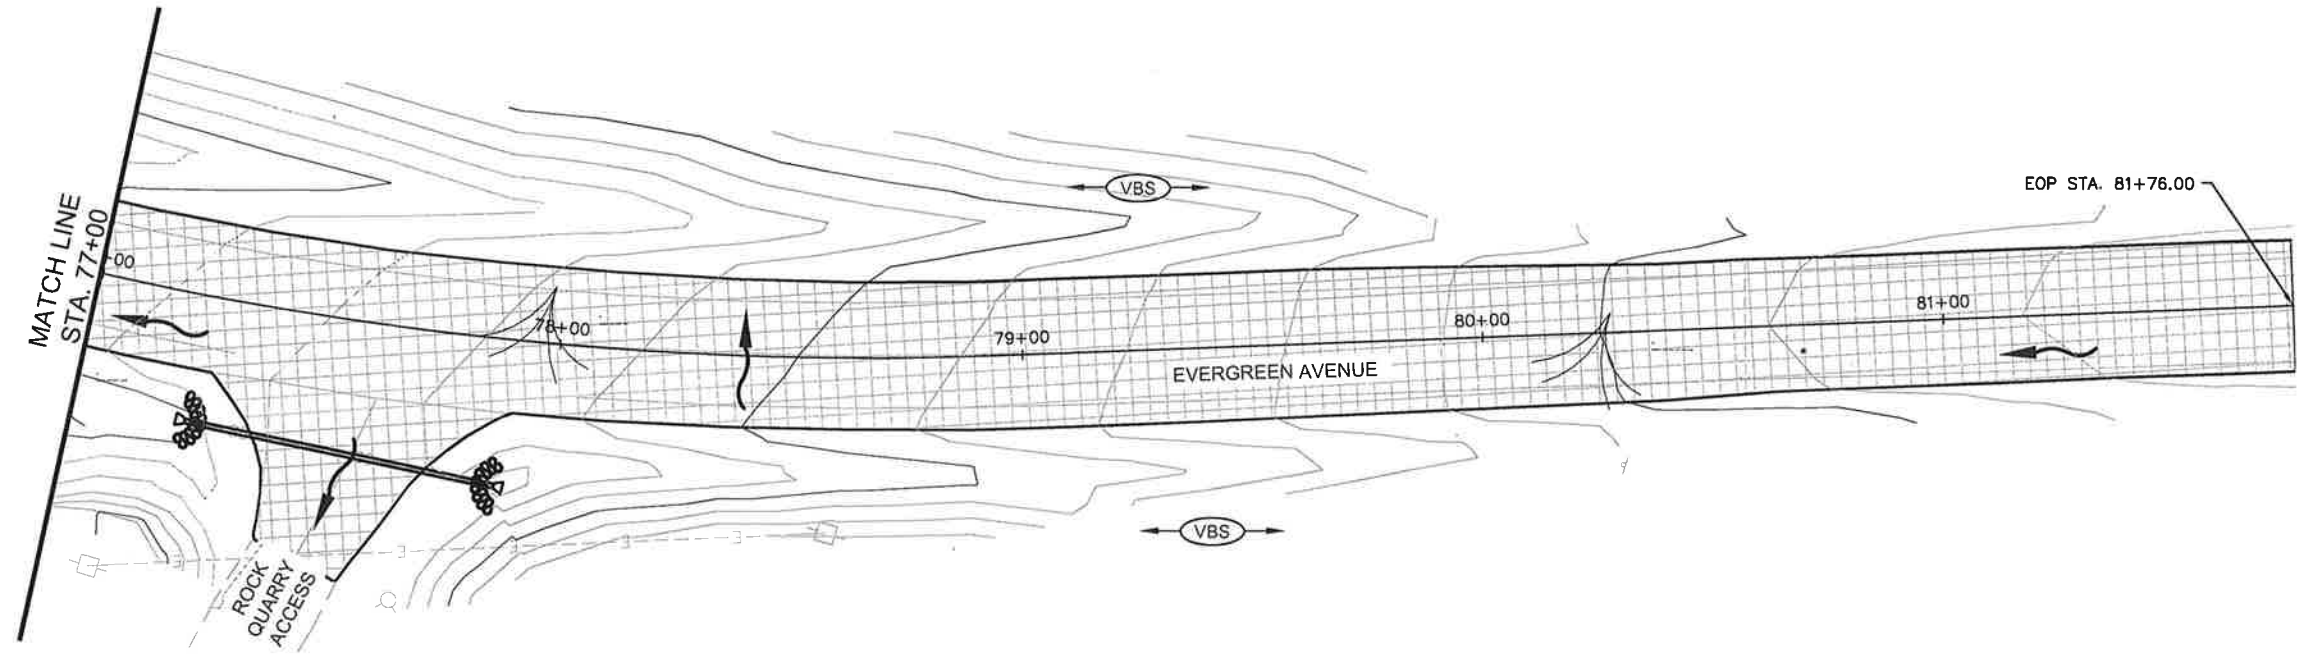 MATCH LINE
STA. 77+00
00
78+00
79+00
80+00
81+00
EVERGREEN AVENUE
VBS
VBS
EOP STA. 81+76.00
ROCK
QUARRY
ACCESS